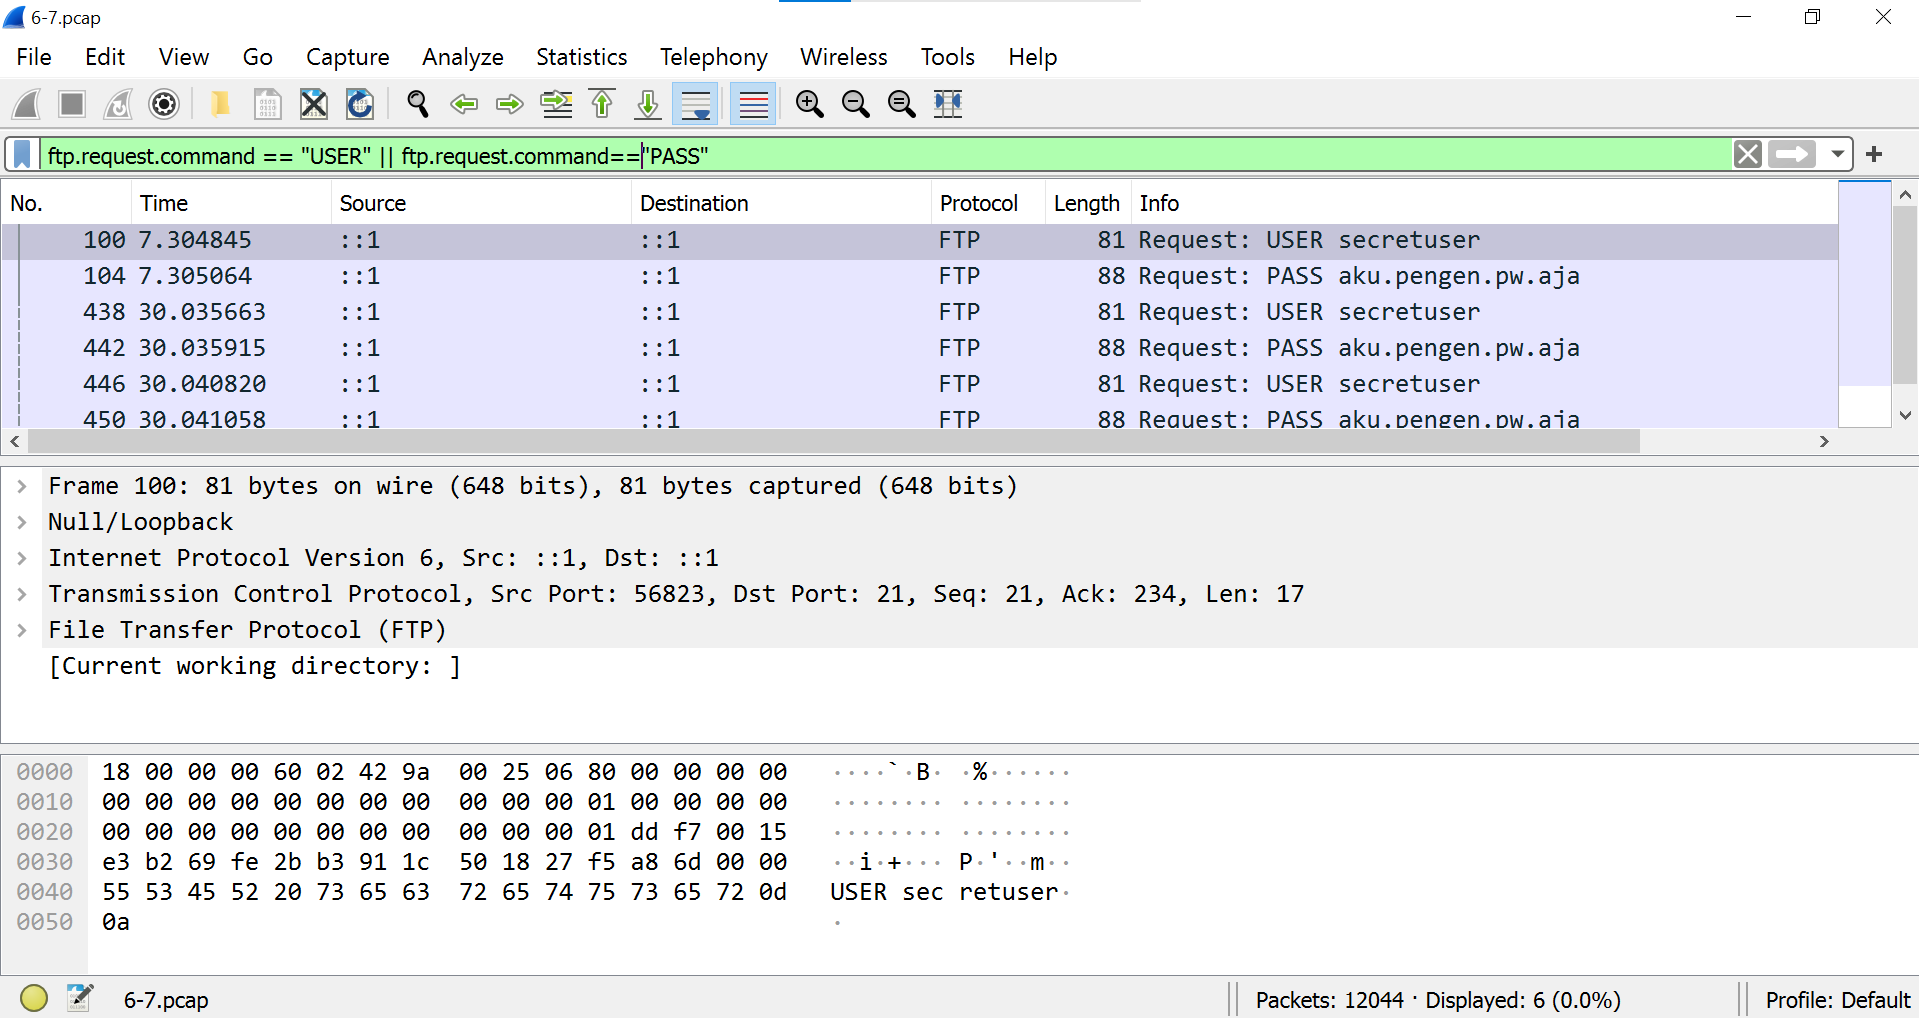 6-7.pcap
File Edit View Go Capture Analyze Statistics Telephony Wireless Tools Help
ftp.request.command == "USER" || ftp.request.command=="PASS"
No. Time Source Destination Protocol Length Info
100 7.304845 ::1 ::1 FTP 81 Request: USER secretuser
104 7.305064 ::1 ::1 FTP 88 Request: PASS aku.pengen.pw.aja
438 30.035663 ::1 ::1 FTP 81 Request: USER secretuser
442 30.035915 ::1 ::1 FTP 88 Request: PASS aku.pengen.pw.aja
446 30.040820 ::1 ::1 FTP 81 Request: USER secretuser
450 30.041058 ::1 ::1 FTP 88 Request: PASS aku.pengen.pw.aja
Frame 100: 81 bytes on wire (648 bits), 81 bytes captured (648 bits)
Null/Loopback
Internet Protocol Version 6, Src: ::1, Dst: ::1
Transmission Control Protocol, Src Port: 56823, Dst Port: 21, Seq: 21, Ack: 234, Len: 17
File Transfer Protocol (FTP)
[Current working directory: ]
0000 18 00 00 00 60 02 42 9a 00 25 06 80 00 00 00 00 ····`·B· ·%······
0010 00 00 00 00 00 00 00 00 00 00 00 01 00 00 00 00 ········ ········
0020 00 00 00 00 00 00 00 00 00 00 00 01 dd f7 00 15 ········ ········
0030 e3 b2 69 fe 2b b3 91 1c 50 18 27 f5 a8 6d 00 00 ··i·+··· P·'··m··
0040 55 53 45 52 20 73 65 63 72 65 74 75 73 65 72 0d USER sec retuser·
0050 0a ·
6-7.pcap Packets: 12044 · Displayed: 6 (0.0%) Profile: Default